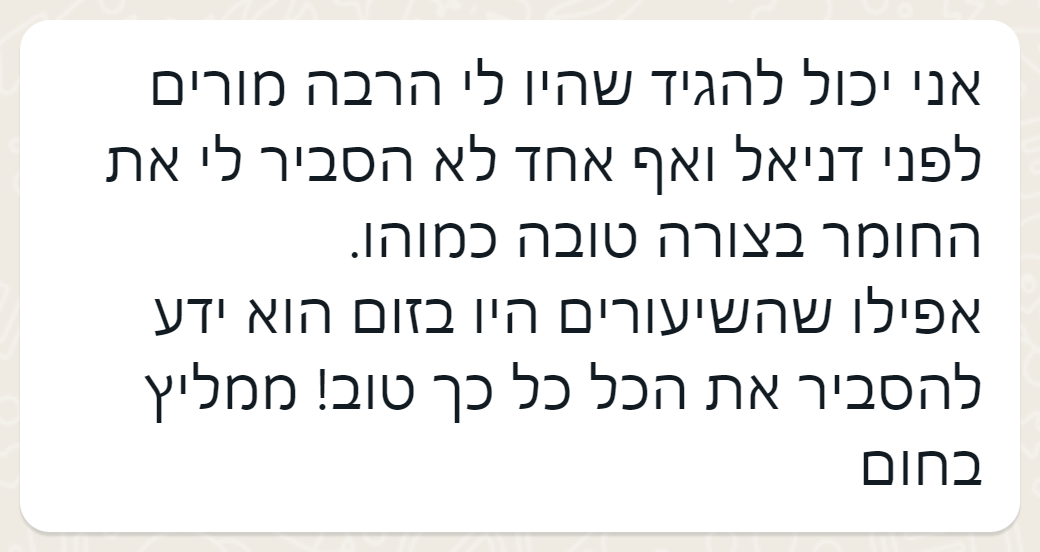 אני יכול להגיד שהיו לי הרבה מורים
לפני דניאל ואף אחד לא הסביר לי את
החומר בצורה טובה כמוהו.
אפילו שהשיעורים היו בזום הוא ידע
להסביר את הכל כל כך טוב! ממליץ
בחום